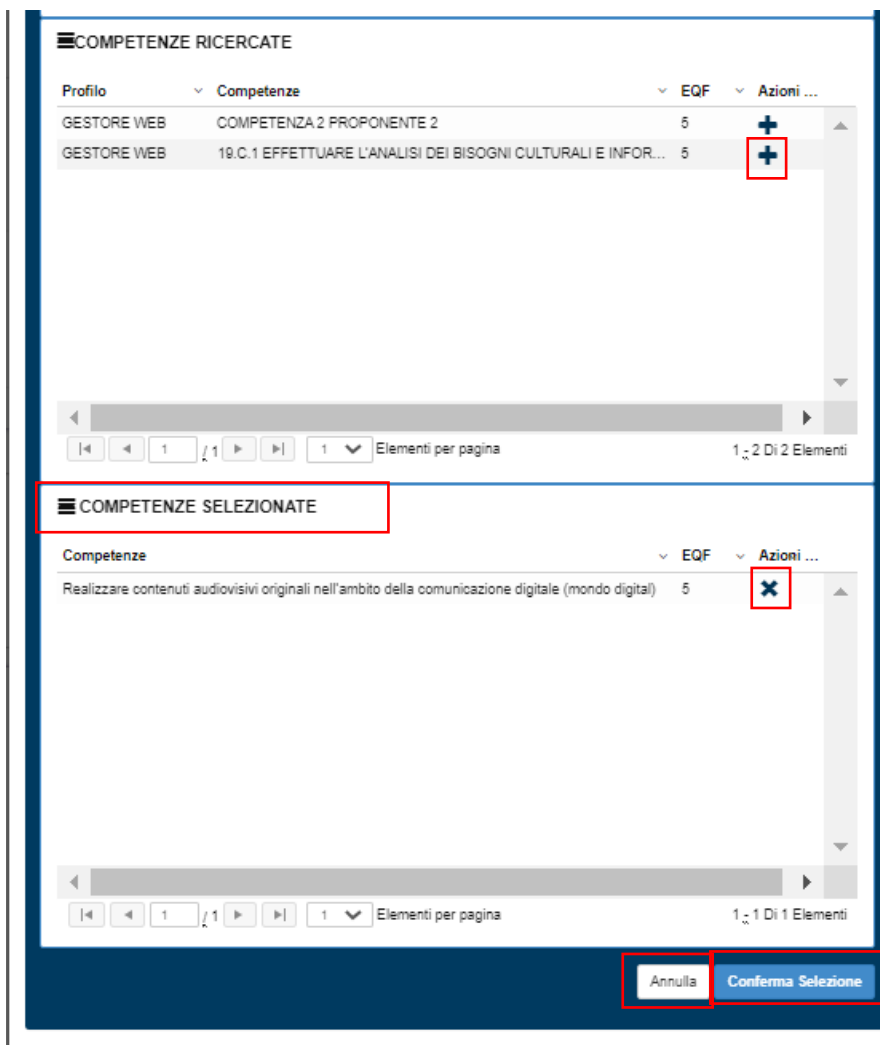 COMPETENZE RICERCATE
Profilo Competenze EQF Azioni ...
GESTORE WEB COMPETENZA 2 PROPONENTE 2 5
GESTORE WEB 19.C.1 EFFETTUARE L'ANALISI DEI BISOGNI CULTURALI E INFOR... 5
1 / 1 1 Elementi per pagina 1 - 2 Di 2 Elementi
COMPETENZE SELEZIONATE
Competenze EQF Azioni ...
Realizzare contenuti audiovisivi originali nell'ambito della comunicazione digitale (mondo digital) 5
1 / 1 1 Elementi per pagina 1 - 1 Di 1 Elementi
Annulla Conferma Selezione